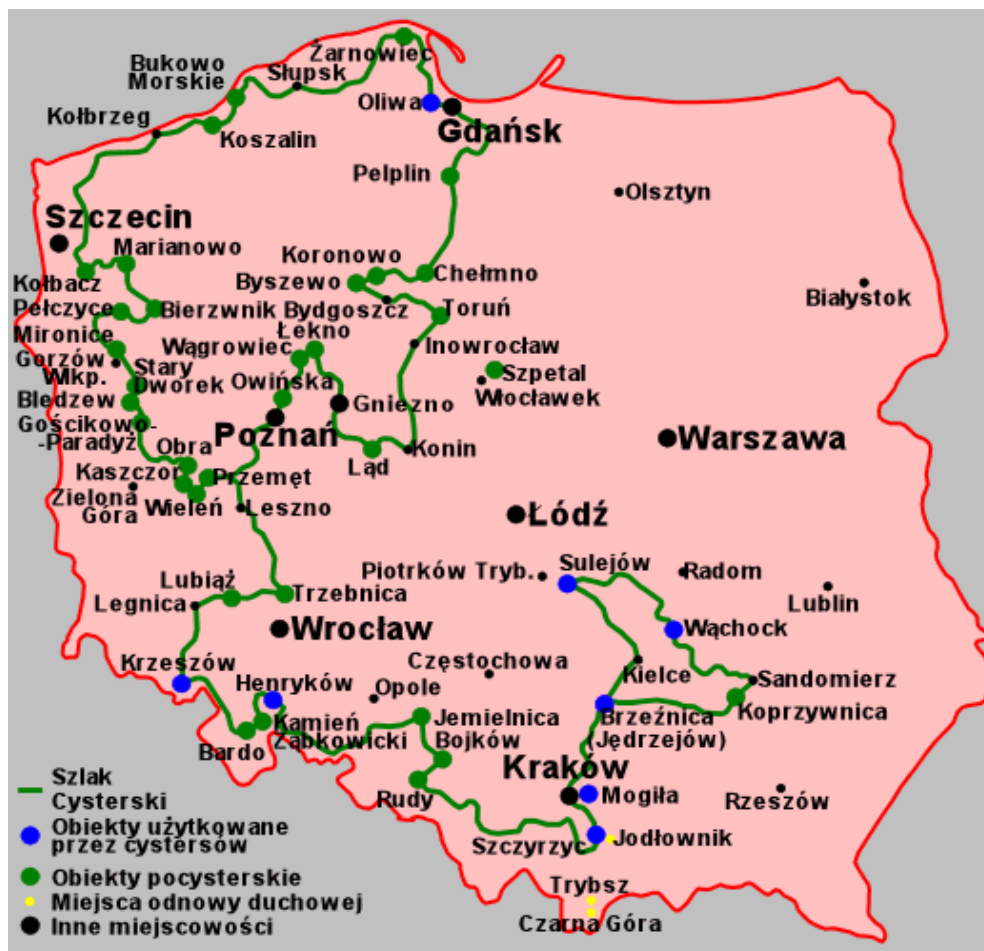 Żarnowiec
Bukowo
Morskie
Słupsk
Oliwa
Gdańsk
Kołbrzeg
Koszalin
Pelplin
Olsztyn
Szczecin
Marianowo
Koronowo
Chełmno
Byszewo
Kołbacz
Białystok
Pełczyce
Bierzwnik
Bydgoszcz
Toruń
Mironice
Łekno
Inowrocław
Gorzów
Wlkp.
Wągrowiec
Stary
Dworek
Szpetal
Owińska
Włocławek
Bledzew
Gniezno
Gościkowo-
-Paradyż
Poznań
Warszawa
Obra
Konin
Kaszczor
Ląd
Przemęt
Zielona
Góra
Wieleń
Leszno
Łódź
Sulejów
Piotrków Tryb.
Radom
Lubiąż
Trzebnica
Lublin
Legnica
Wrocław
Wąchock
Częstochowa
Krzeszów
Kielce
Sandomierz
Henryków
Opole
Koprzywnica
Kamień
Ząbkowicki
Jemielnica
Brzeźnica
(Jędrzejów)
Bardo
Bojków
Kraków
Szlak
Cysterski
Mogiła
Rzeszów
Rudy
Obiekty użytkowane
przez cystersów
Szczyrzyc
Jodłownik
Obiekty pocysterskie
Trybsz
Miejsca odnowy duchowej
Czarna Góra
Inne miejscowości